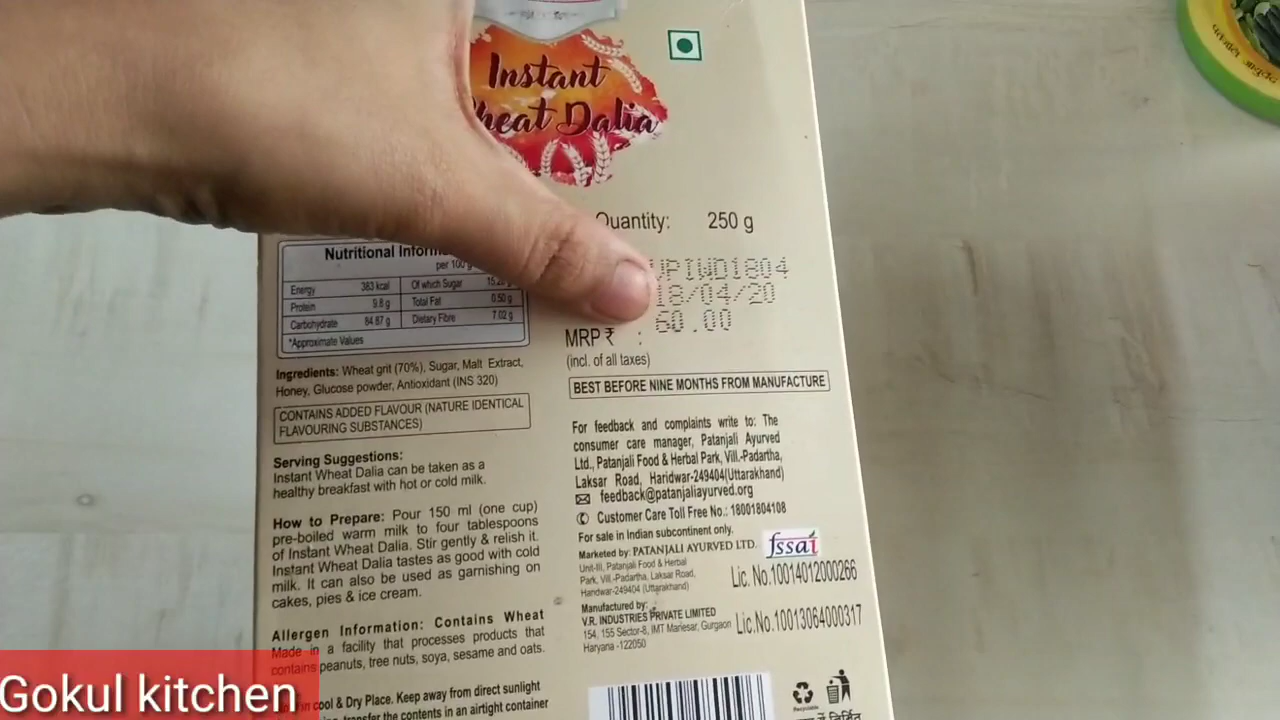 Instant
Wheat Dalia
Quantity: 250 g
Nutritional
per 100 g
Energy 383 kcal Of which Sugar
Protein 9.8 g Total Fat 0.50 g
Carbohydrate 84.67 g Dietary Fibre 7.02 g
*Approximate Values
VPIWD1804
18/04/20
60.00
MRP ₹ :
(incl. of all taxes)
BEST BEFORE NINE MONTHS FROM MANUFACTURE
Ingredients: Wheat grit (70%), Sugar, Malt Extract,
Honey, Glucose powder, Antioxidant (INS 320)
CONTAINS ADDED FLAVOUR (NATURE IDENTICAL
FLAVOURING SUBSTANCES)
Serving Suggestions:
Instant Wheat Dalia can be taken as a
healthy breakfast with hot or cold milk.
How to Prepare: Pour 150 ml (one cup)
pre-boiled warm milk to four tablespoons
of Instant Wheat Dalia. Stir gently & relish it.
Instant Wheat Dalia tastes as good with cold
milk. It can also be used as garnishing on
cakes, pies & ice cream.
Allergen Information: Contains Wheat
Made in a facility that processes products that
contains peanuts, tree nuts, soya, sesame and oats.
in cool & Dry Place. Keep away from direct sunlight
transfer the contents in an airtight container
For feedback and complaints write to: The
consumer care manager, Patanjali Ayurved
Ltd., Patanjali Food & Herbal Park, Vill.-Padartha,
Laksar Road, Haridwar-249404(Uttarakhand)
feedback@patanjaliayurved.org
Customer Care Toll Free No.: 18001804108
For sale in Indian subcontinent only.
Marketed by: PATANJALI AYURVED LTD.
Unit-III, Patanjali Food & Herbal
Park, Vill.-Padartha, Laksar Road,
Haridwar-249404 (Uttarakhand)
fssai
Lic. No.10014012000266
Manufactured by:
V.R. INDUSTRIES PRIVATE LIMITED
154, 155 Sector-8, IMT Manesar, Gurgaon
Haryana -122050
Lic.No.10013064000317
Recyclable
Gokul kitchen